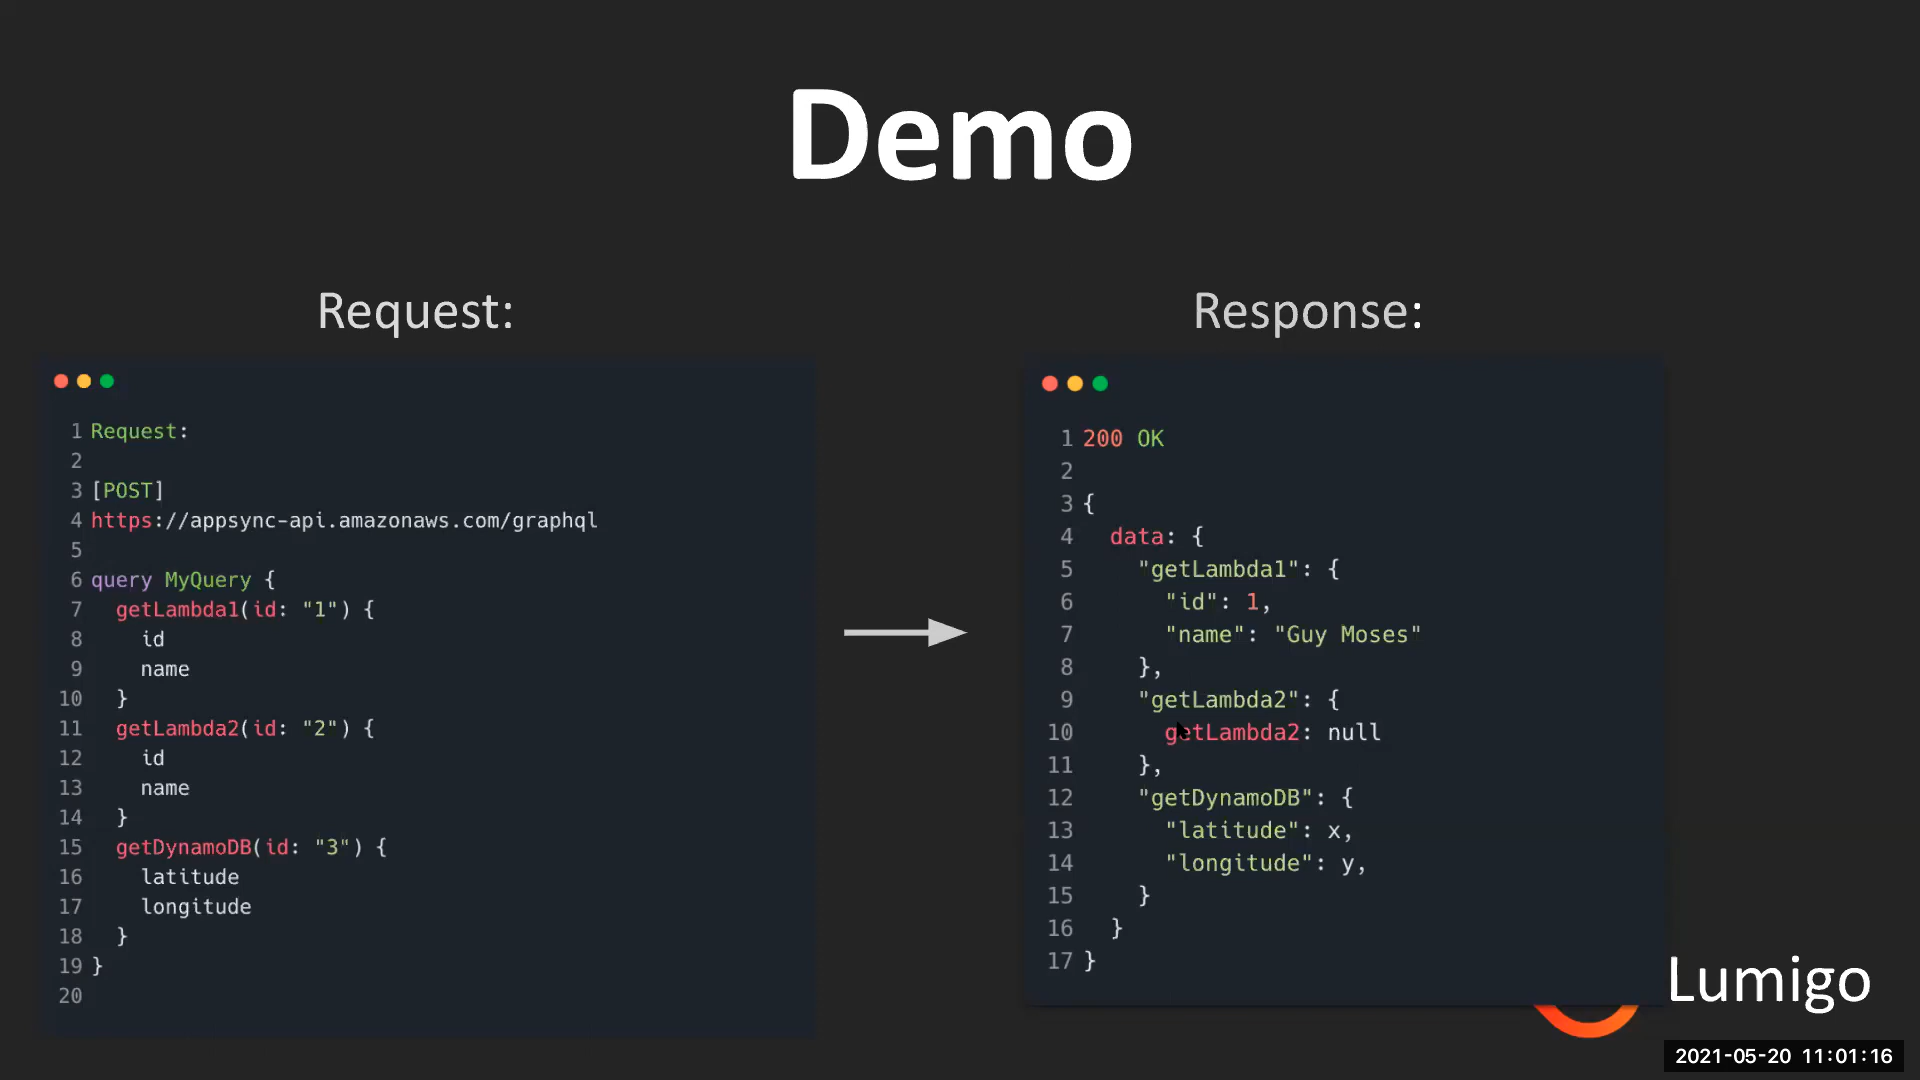 Demo
Request:
1 Request:
2
3 [POST]
4 https://appsync-api.amazonaws.com/graphql
5
6 query MyQuery {
7   getLambda1(id: "1") {
8     id
9     name
10   }
11   getLambda2(id: "2") {
12     id
13     name
14   }
15   getDynamoDB(id: "3") {
16     latitude
17     longitude
18   }
19 }
20
Response:
1 200 OK
2
3 {
4   data: {
5     "getLambda1": {
6       "id": 1,
7       "name": "Guy Moses"
8     },
9     "getLambda2": {
10       getLambda2: null
11     },
12     "getDynamoDB": {
13       "latitude": x,
14       "longitude": y,
15     }
16   }
17 }
Lumigo
2021-05-20 11:01:16